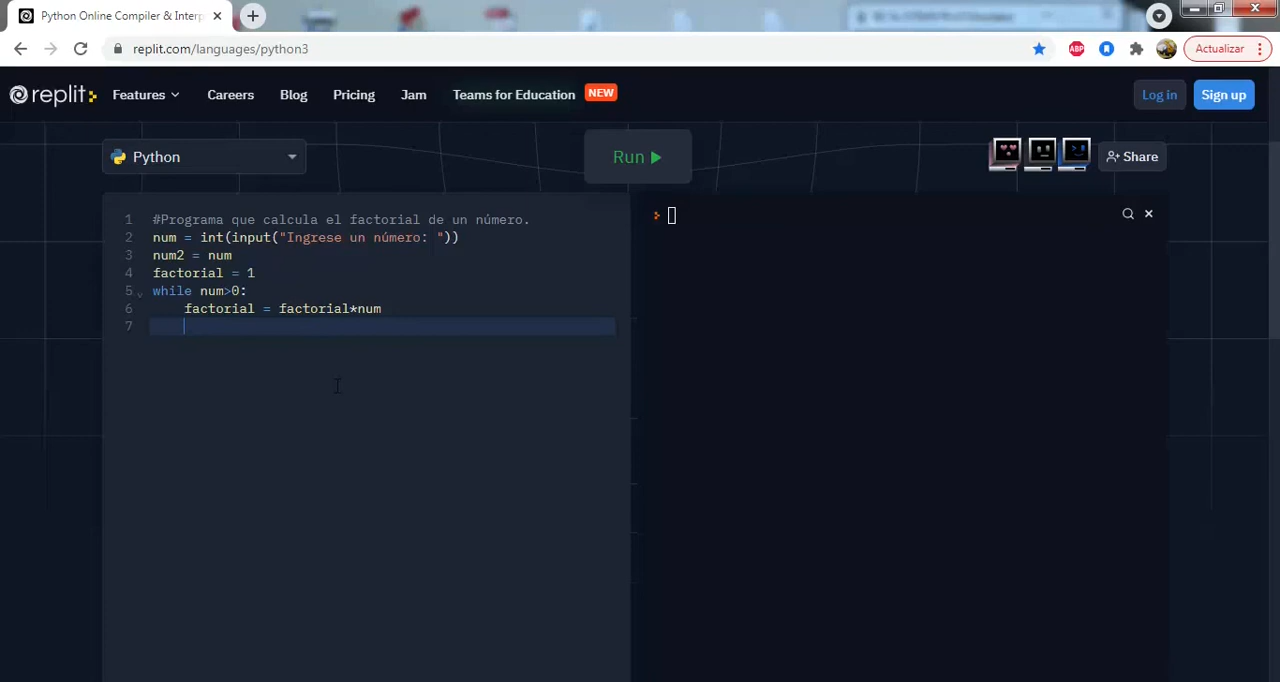 Python Online Compiler & Interp
replit.com/languages/python3
ABP
Actualizar
replit
Features
Careers
Blog
Pricing
Jam
Teams for Education
NEW
Log in
Sign up
Python
Run
Share
1 #Programa que calcula el factorial de un número.
2 num = int(input("Ingrese un número: "))
3 num2 = num
4 factorial = 1
5 while num>0:
6 factorial = factorial*num
7